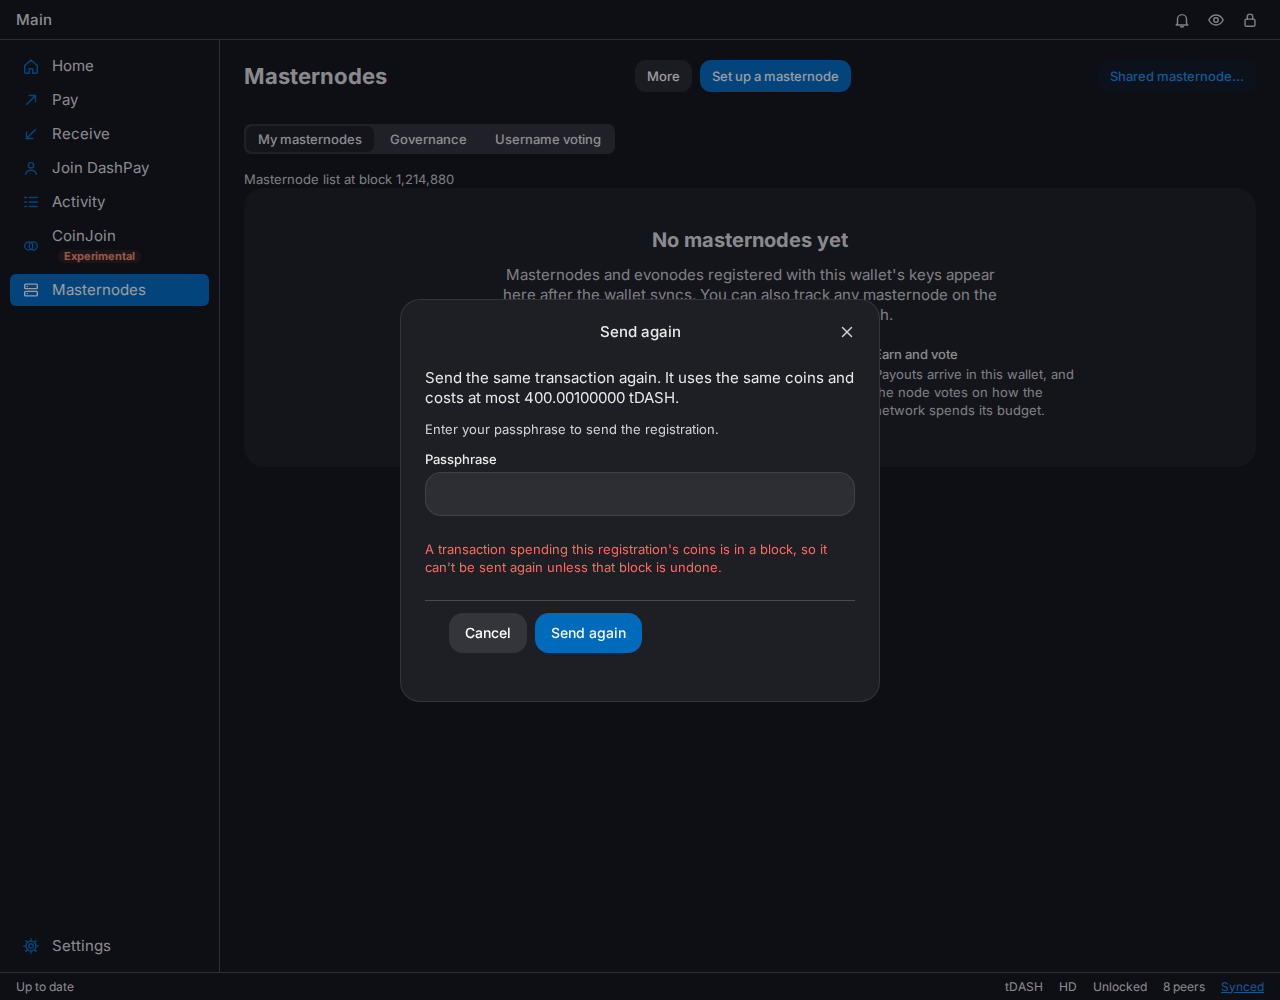 Main
Home
Pay
Receive
Join DashPay
Activity
CoinJoin
Experimental
Masternodes
Settings
Masternodes
More
Set up a masternode
Shared masternode...
My masternodes
Governance
Username voting
Masternode list at block 1,214,880
No masternodes yet
Masternodes and evonodes registered with this wallet's keys appear
here after the wallet syncs. You can also track any masternode on the
Earn and vote
Payouts arrive in this wallet, and
the node votes on how the
network spends its budget.
Send again
Send the same transaction again. It uses the same coins and
costs at most 400.00100000 tDASH.
Enter your passphrase to send the registration.
Passphrase
A transaction spending this registration's coins is in a block, so it
can't be sent again unless that block is undone.
Cancel
Send again
Up to date
tDASH
HD
Unlocked
8 peers
Synced